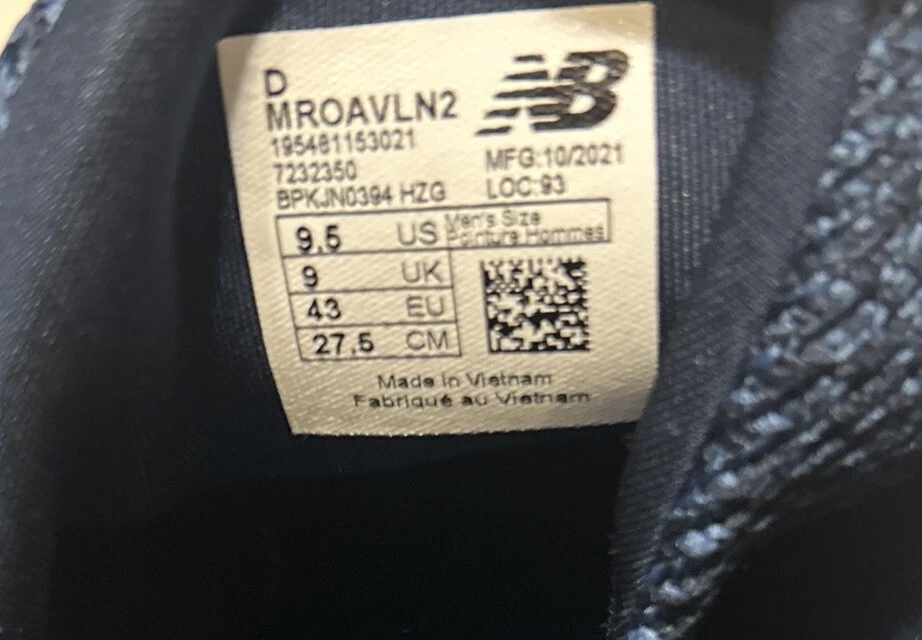 D
MROAVLN2
NB
195481153021
7232350
MFG:10/2021
BPKJN0394 HZG
LOC:93
9.5 US Men's Size
Pointure Hommes
9 UK
43 EU
27.5 CM
Made in Vietnam
Fabriqué au Vietnam